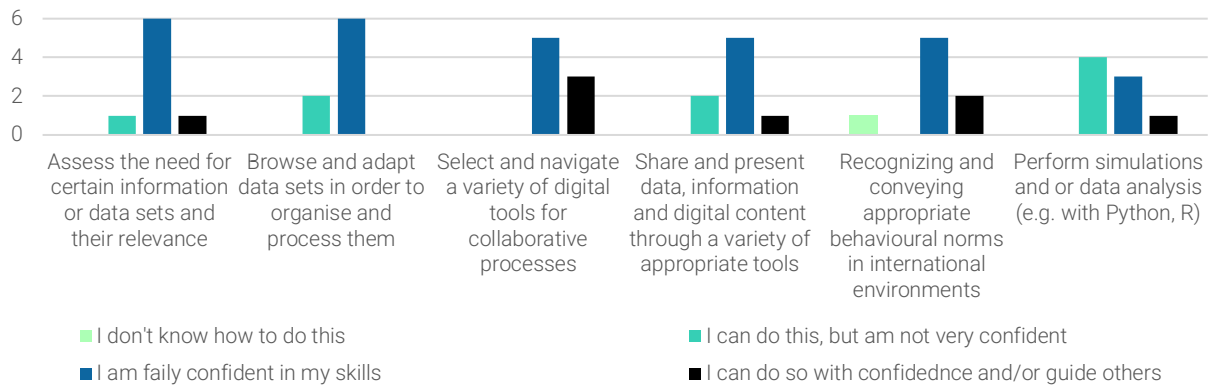 6
4
2
0
Assess the need for
certain information
or data sets and
their relevance
Browse and adapt
data sets in order to
organise and
process them
Select and navigate
a variety of digital
tools for
collaborative
processes
Share and present
data, information
and digital content
through a variety of
appropriate tools
Recognizing and
conveying
appropriate
behavioural norms
in international
environments
Perform simulations
and or data analysis
(e.g. with Python, R)
I don't know how to do this
I can do this, but am not very confident
I am faily confident in my skills
I can do so with confidednce and/or guide others